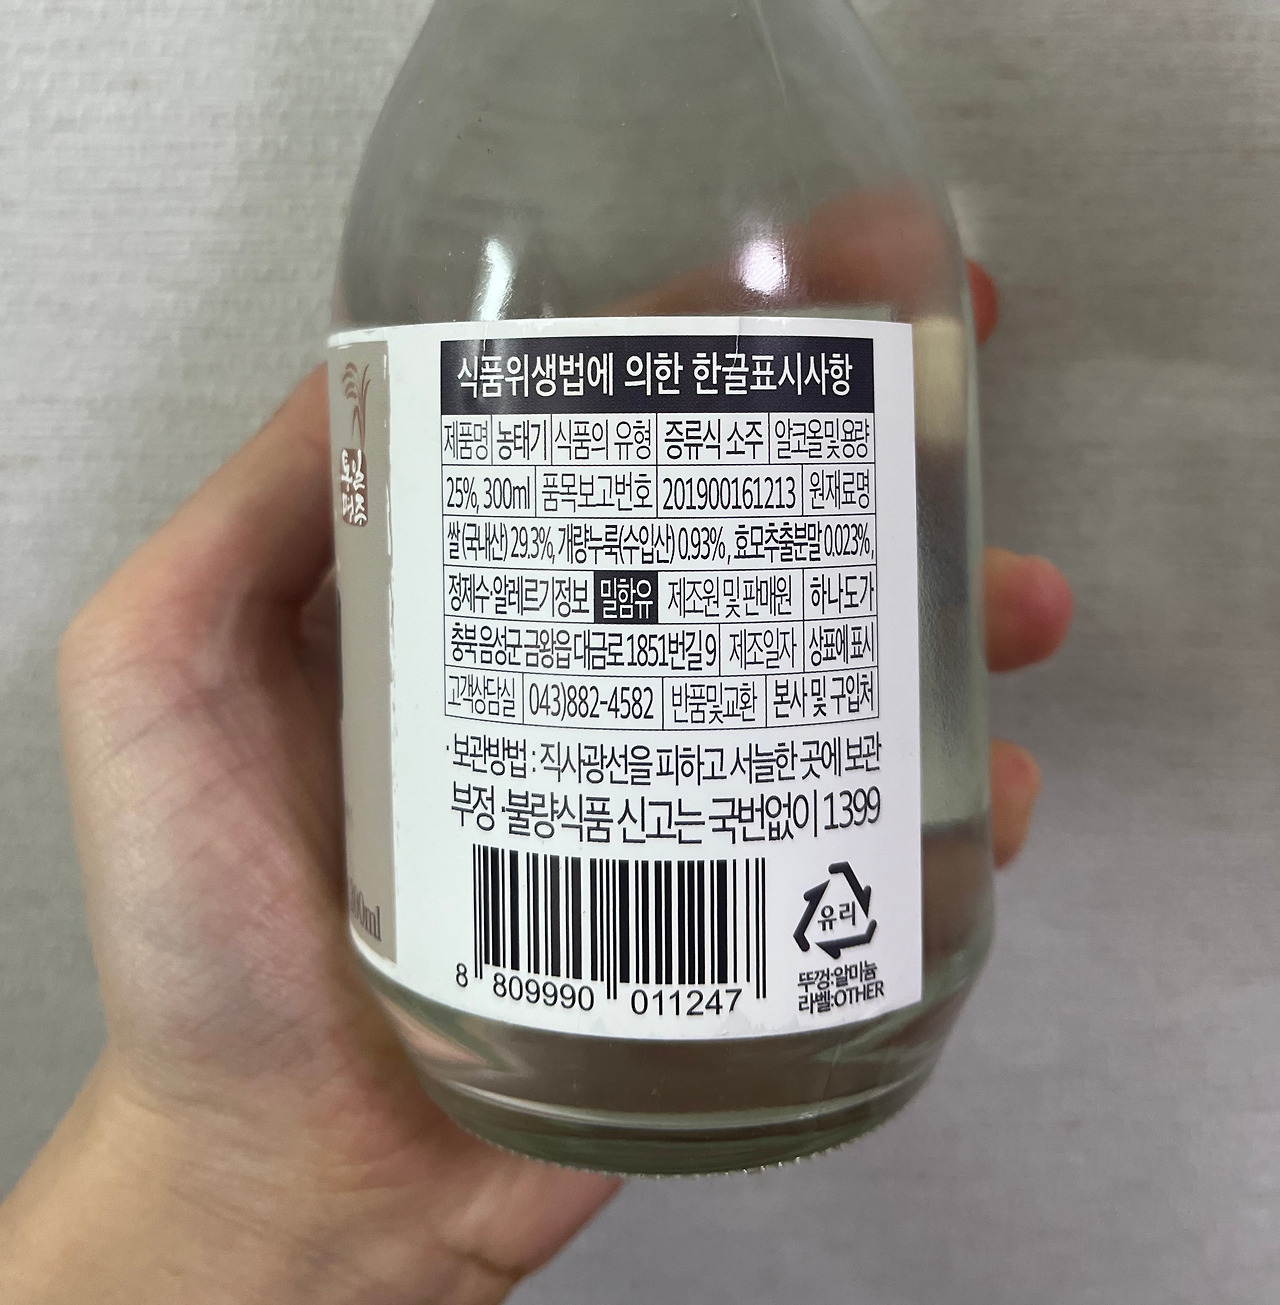 식품위생법에 의한 한글표시사항
제품명 농태기 식품의 유형 증류식 소주 알코올및용량
25%, 300ml 품목보고번호 201900161213 원재료명
쌀(국내산) 29.3%, 개량누룩(수입산) 0.93%, 효모추출분말 0.023%,
정제수·알레르기정보 밀함유 제조원 및 판매원 하나도가
충북 음성군 금왕읍 대금로 1851번길 9 제조일자 상표에 표시
고객상담실 043)882-4582 반품및교환 본사 및 구입처
·보관방법 : 직사광선을 피하고 서늘한 곳에 보관
부정·불량식품 신고는 국번없이 1399
8 809990 011247
유리
뚜껑:알미늄
라벨:OTHER